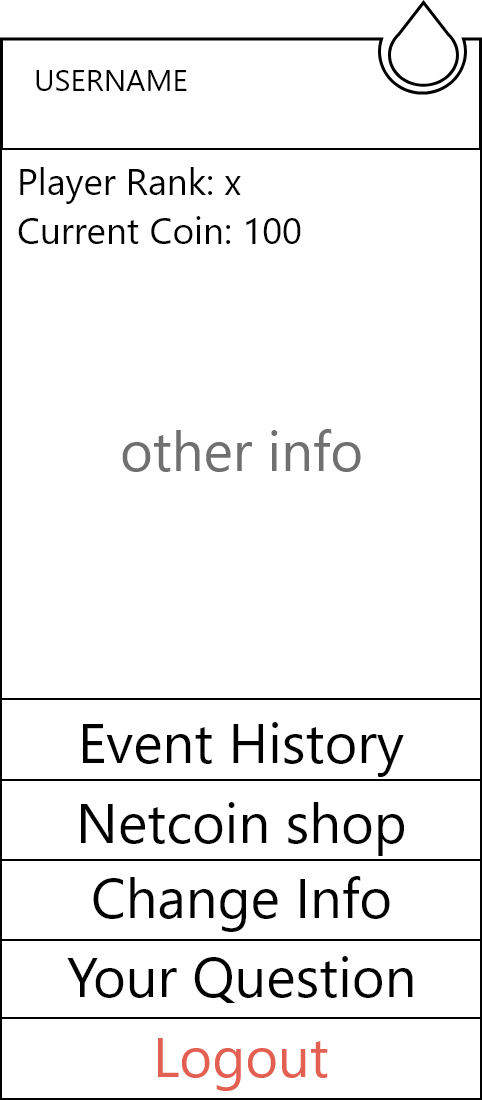 USERNAME
Player Rank: x
Current Coin: 100
other info
Event History
Netcoin shop
Change Info
Your Question
Logout